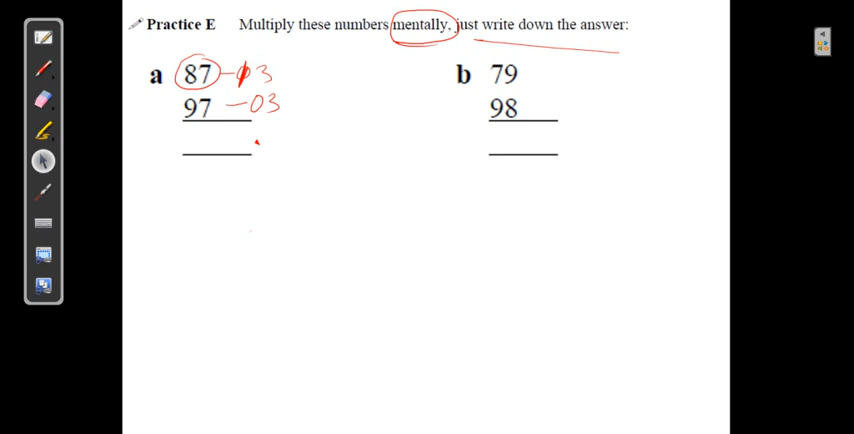 Practice E Multiply these numbers mentally, just write down the answer:
a 87 – 13 b 79
97 – 03 98